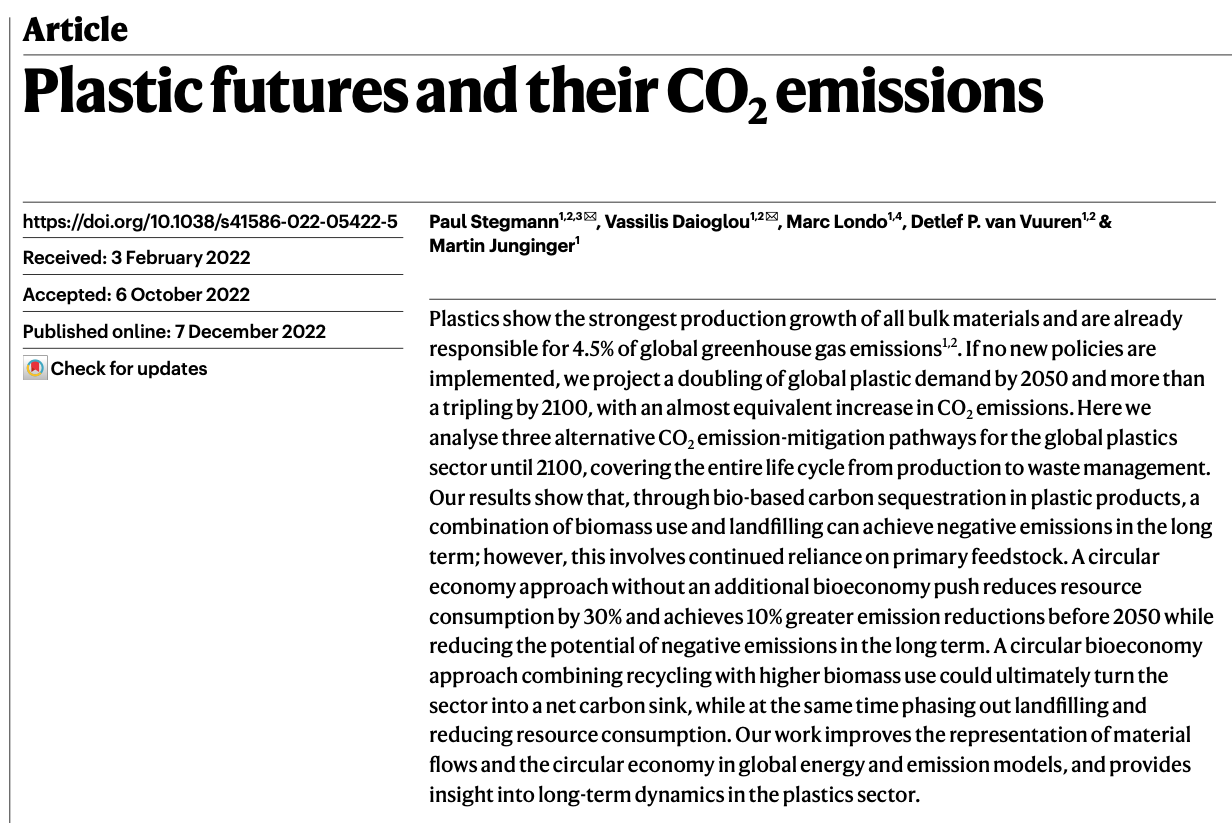 Article
Plastic futures and their CO₂ emissions
https://doi.org/10.1038/s41586-022-05422-5
Received: 3 February 2022
Accepted: 6 October 2022
Published online: 7 December 2022
Check for updates
Paul Stegmann¹,²,³✉, Vassilis Daioglou¹,²✉, Marc Londo¹,⁴, Detlef P. van Vuuren¹,² &
Martin Junginger¹
Plastics show the strongest production growth of all bulk materials and are already
responsible for 4.5% of global greenhouse gas emissions¹,². If no new policies are
implemented, we project a doubling of global plastic demand by 2050 and more than
a tripling by 2100, with an almost equivalent increase in CO₂ emissions. Here we
analyse three alternative CO₂ emission-mitigation pathways for the global plastics
sector until 2100, covering the entire life cycle from production to waste management.
Our results show that, through bio-based carbon sequestration in plastic products, a
combination of biomass use and landfilling can achieve negative emissions in the long
term; however, this involves continued reliance on primary feedstock. A circular
economy approach without an additional bioeconomy push reduces resource
consumption by 30% and achieves 10% greater emission reductions before 2050 while
reducing the potential of negative emissions in the long term. A circular bioeconomy
approach combining recycling with higher biomass use could ultimately turn the
sector into a net carbon sink, while at the same time phasing out landfilling and
reducing resource consumption. Our work improves the representation of material
flows and the circular economy in global energy and emission models, and provides
insight into long-term dynamics in the plastics sector.